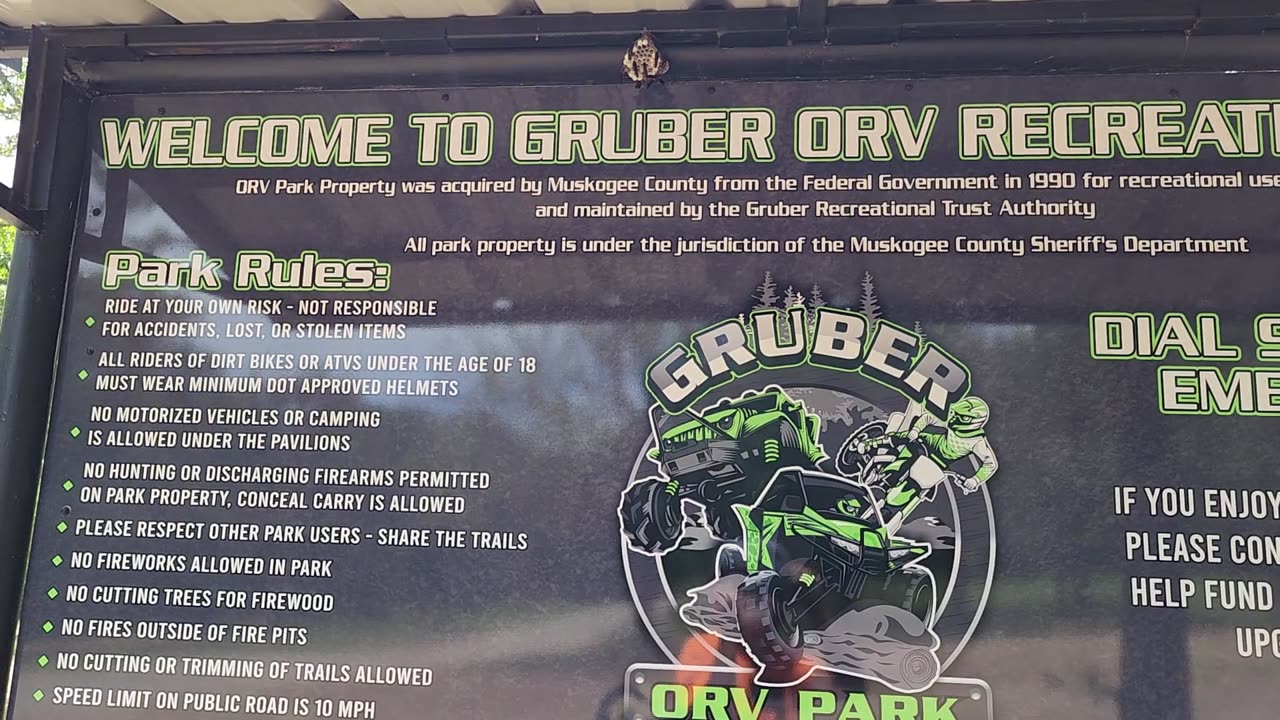 WELCOME TO GRUBER ORV RECREATI
ORV Park Property was acquired by Muskogee County from the Federal Government in 1990 for recreational use
and maintained by the Gruber Recreational Trust Authority
All park property is under the jurisdiction of the Muskogee County Sheriff's Department
Park Rules:
RIDE AT YOUR OWN RISK - NOT RESPONSIBLE
FOR ACCIDENTS, LOST, OR STOLEN ITEMS
ALL RIDERS OF DIRT BIKES OR ATVS UNDER THE AGE OF 18
MUST WEAR MINIMUM DOT APPROVED HELMETS
NO MOTORIZED VEHICLES OR CAMPING
IS ALLOWED UNDER THE PAVILIONS
NO HUNTING OR DISCHARGING FIREARMS PERMITTED
ON PARK PROPERTY, CONCEAL CARRY IS ALLOWED
PLEASE RESPECT OTHER PARK USERS - SHARE THE TRAILS
NO FIREWORKS ALLOWED IN PARK
NO CUTTING TREES FOR FIREWOOD
NO FIRES OUTSIDE OF FIRE PITS
NO CUTTING OR TRIMMING OF TRAILS ALLOWED
SPEED LIMIT ON PUBLIC ROAD IS 10 MPH
GRUBER
ORV PARK
DIAL
EME
IF YOU ENJOY
PLEASE CON
HELP FUND
UPG